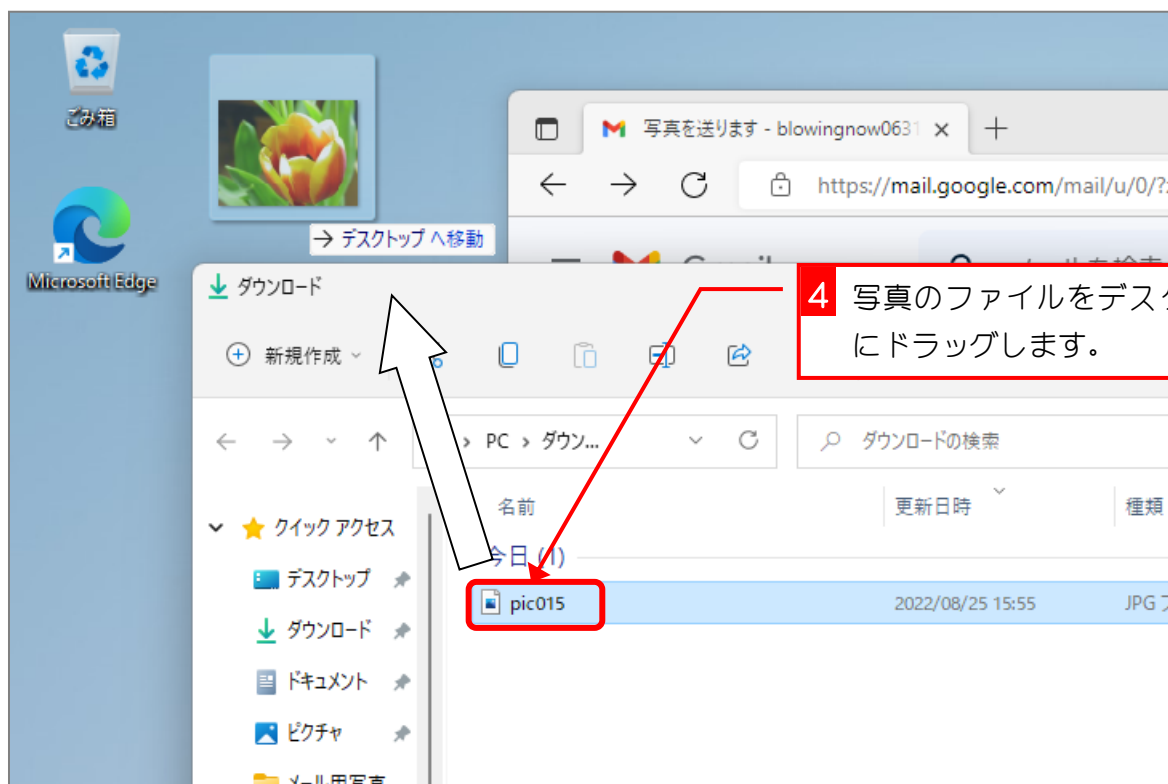 ごみ箱
Microsoft Edge
→ デスクトップ へ移動
写真を送ります - blowingnow0631
https://mail.google.com/mail/u/0/?
ダウンロード
4 写真のファイルをデスク
にドラッグします。
新規作成
PC › ダウン...
ダウンロードの検索
名前
更新日時
種類
クイック アクセス
今日 (1)
デスクトップ
pic015
2022/08/25 15:55
JPG
ダウンロード
ドキュメント
ピクチャ
メール用写真